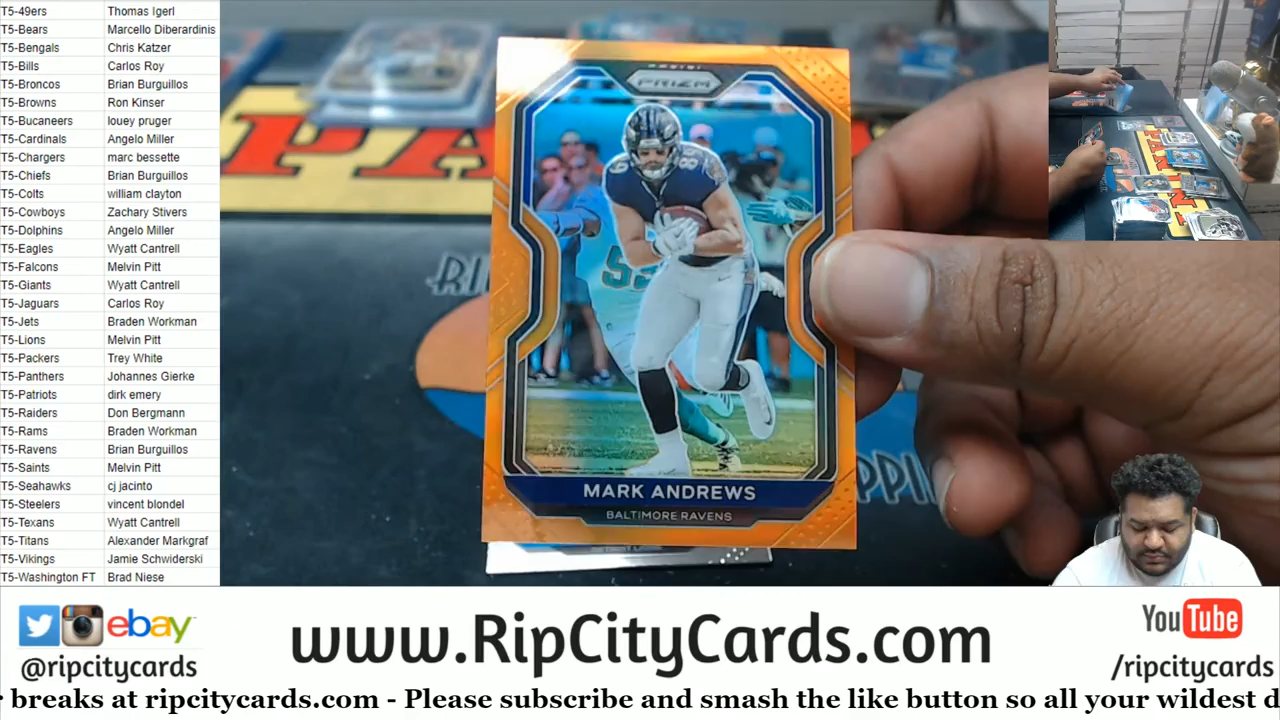 T5-49ers Thomas Igerl
T5-Bears Marcello Diberardinis
T5-Bengals Chris Katzer
T5-Bills Carlos Roy
T5-Broncos Brian Burguillos
T5-Browns Ron Kinser
T5-Bucaneers louey pruger
T5-Cardinals Angelo Miller
T5-Chargers marc bessette
T5-Chiefs Brian Burguillos
T5-Colts william clayton
T5-Cowboys Zachary Stivers
T5-Dolphins Angelo Miller
T5-Eagles Wyatt Cantrell
T5-Falcons Melvin Pitt
T5-Giants Wyatt Cantrell
T5-Jaguars Carlos Roy
T5-Jets Braden Workman
T5-Lions Melvin Pitt
T5-Packers Trey White
T5-Panthers Johannes Gierke
T5-Patriots dirk emery
T5-Raiders Don Bergmann
T5-Rams Braden Workman
T5-Ravens Brian Burguillos
T5-Saints Melvin Pitt
T5-Seahawks cj jacinto
T5-Steelers vincent blondel
T5-Texans Wyatt Cantrell
T5-Titans Alexander Markgraf
T5-Vikings Jamie Schwiderski
T5-Washington FT Brad Niese
PRIZM
89
MARK ANDREWS
BALTIMORE RAVENS
PANINI
ebay
@ripcitycards
www.RipCityCards.com
YouTube
/ripcitycards
r breaks at ripcitycards.com - Please subscribe and smash the like button so all your wildest d